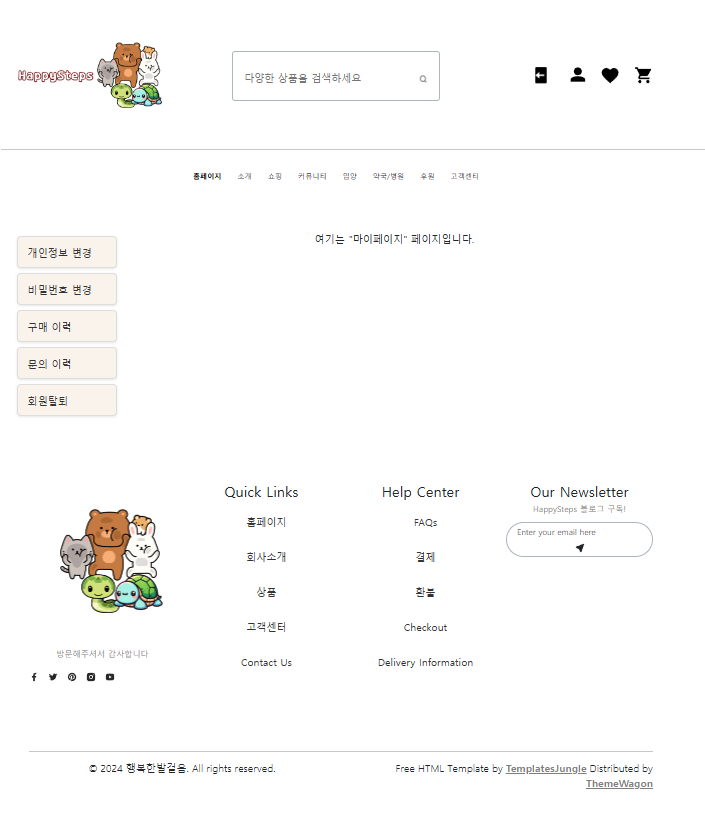 HappySteps
다양한 상품을 검색하세요
홈페이지 소개 쇼핑 커뮤니티 입양 약국/병원 후원 고객센터
여기는 "마이페이지" 페이지입니다.
개인정보 변경
비밀번호 변경
구매 이력
문의 이력
회원탈퇴
방문해주셔서 감사합니다
Quick Links
홈페이지
회사소개
상품
고객센터
Contact Us
Help Center
FAQs
결제
환불
Checkout
Delivery Information
Our Newsletter
HappySteps 블로그 구독!
Enter your email here
© 2024 행복한발걸음. All rights reserved.
Free HTML Template by TemplatesJungle Distributed by
ThemeWagon